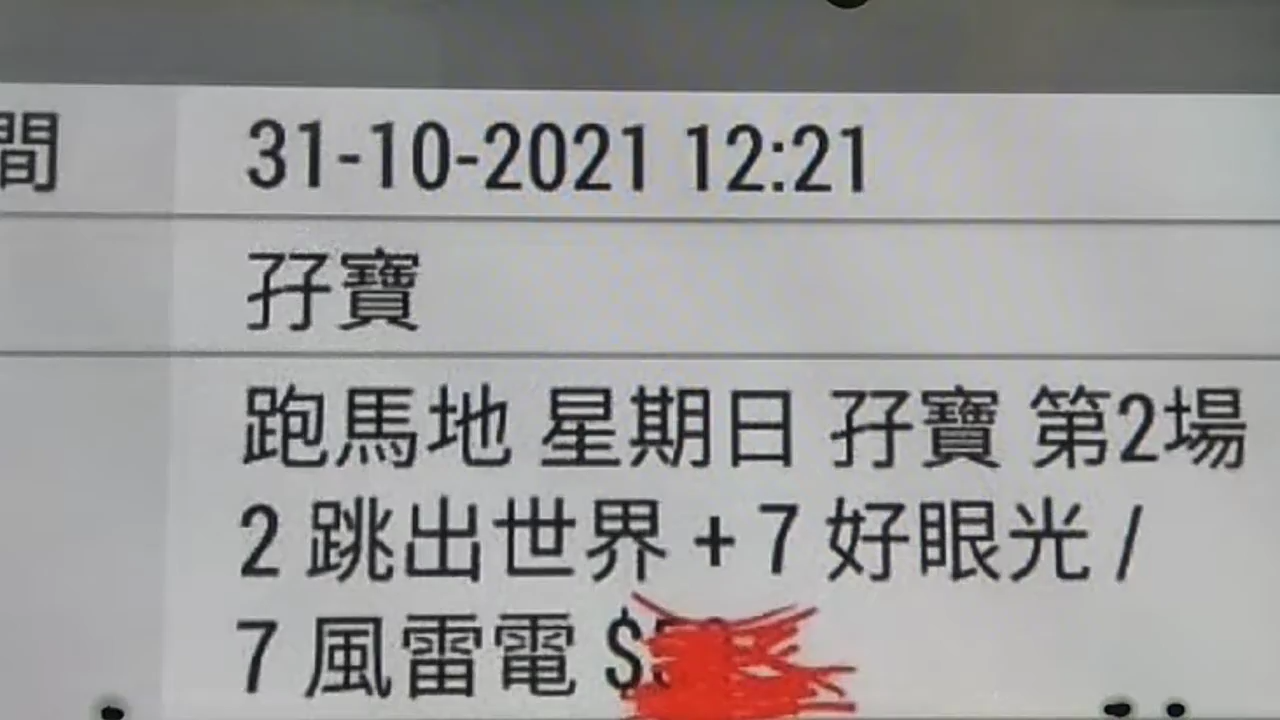 間 31-10-2021 12:21
孖寶
跑馬地 星期日 孖寶 第2場
2 跳出世界 + 7 好眼光 /
7 風雷電 $